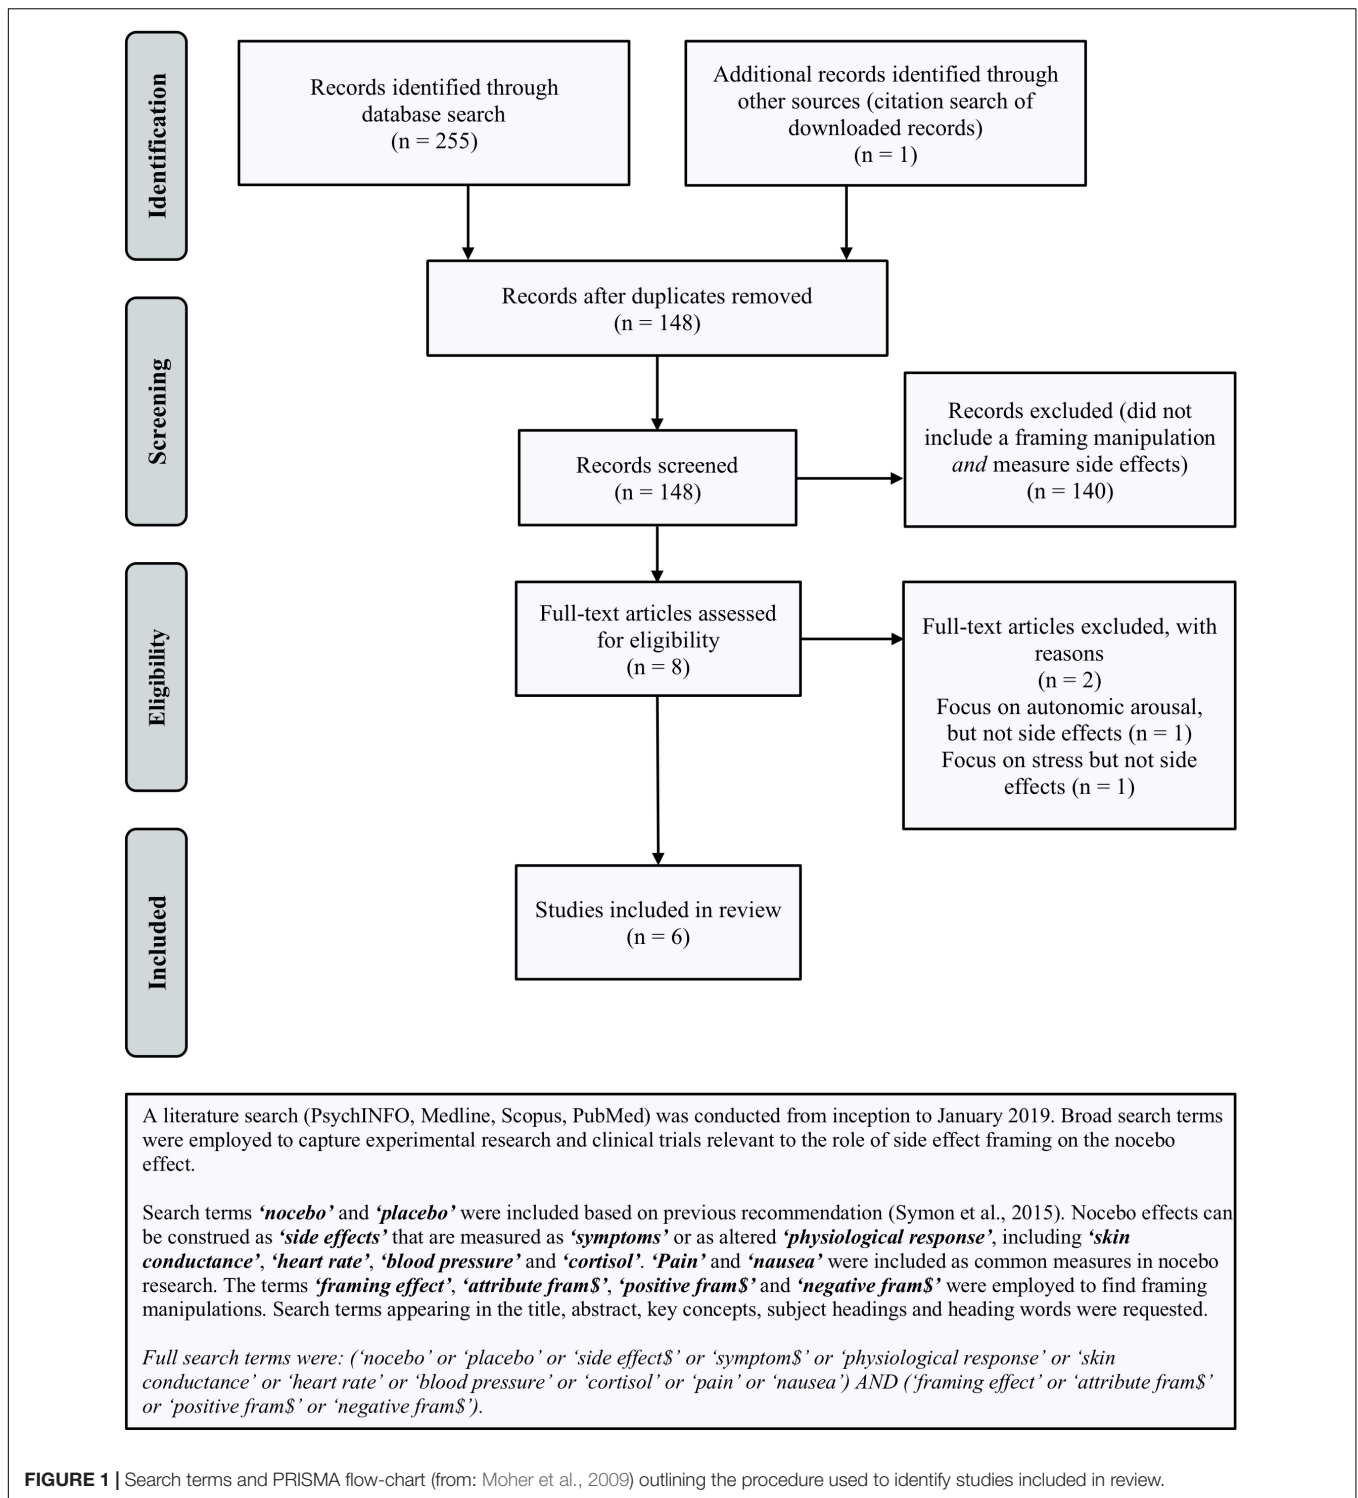 Identification
Records identified through
database search
(n = 255)
Additional records identified through
other sources (citation search of
downloaded records)
(n = 1)
Records after duplicates removed
(n = 148)
Screening
Records screened
(n = 148)
Records excluded (did not
include a framing manipulation
and measure side effects)
(n = 140)
Eligibility
Full-text articles assessed
for eligibility
(n = 8)
Full-text articles excluded, with
reasons
(n = 2)
Focus on autonomic arousal,
but not side effects (n = 1)
Focus on stress but not side
effects (n = 1)
Included
Studies included in review
(n = 6)
A literature search (PsychINFO, Medline, Scopus, PubMed) was conducted from inception to January 2019. Broad search terms
were employed to capture experimental research and clinical trials relevant to the role of side effect framing on the nocebo
effect.
Search terms ‘nocebo’ and ‘placebo’ were included based on previous recommendation (Symon et al., 2015). Nocebo effects can
be construed as ‘side effects’ that are measured as ‘symptoms’ or as altered ‘physiological response’, including ‘skin
conductance’, ‘heart rate’, ‘blood pressure’ and ‘cortisol’. ‘Pain’ and ‘nausea’ were included as common measures in nocebo
research. The terms ‘framing effect’, ‘attribute fram$’, ‘positive fram$’ and ‘negative fram$’ were employed to find framing
manipulations. Search terms appearing in the title, abstract, key concepts, subject headings and heading words were requested.
Full search terms were: (‘nocebo’ or ‘placebo’ or ‘side effect$’ or ‘symptom$’ or ‘physiological response’ or ‘skin
conductance’ or ‘heart rate’ or ‘blood pressure’ or ‘cortisol’ or ‘pain’ or ‘nausea’) AND (‘framing effect’ or ‘attribute fram$’
or ‘positive fram$’ or ‘negative fram$’).
FIGURE 1 | Search terms and PRISMA flow-chart (from: Moher et al., 2009) outlining the procedure used to identify studies included in review.